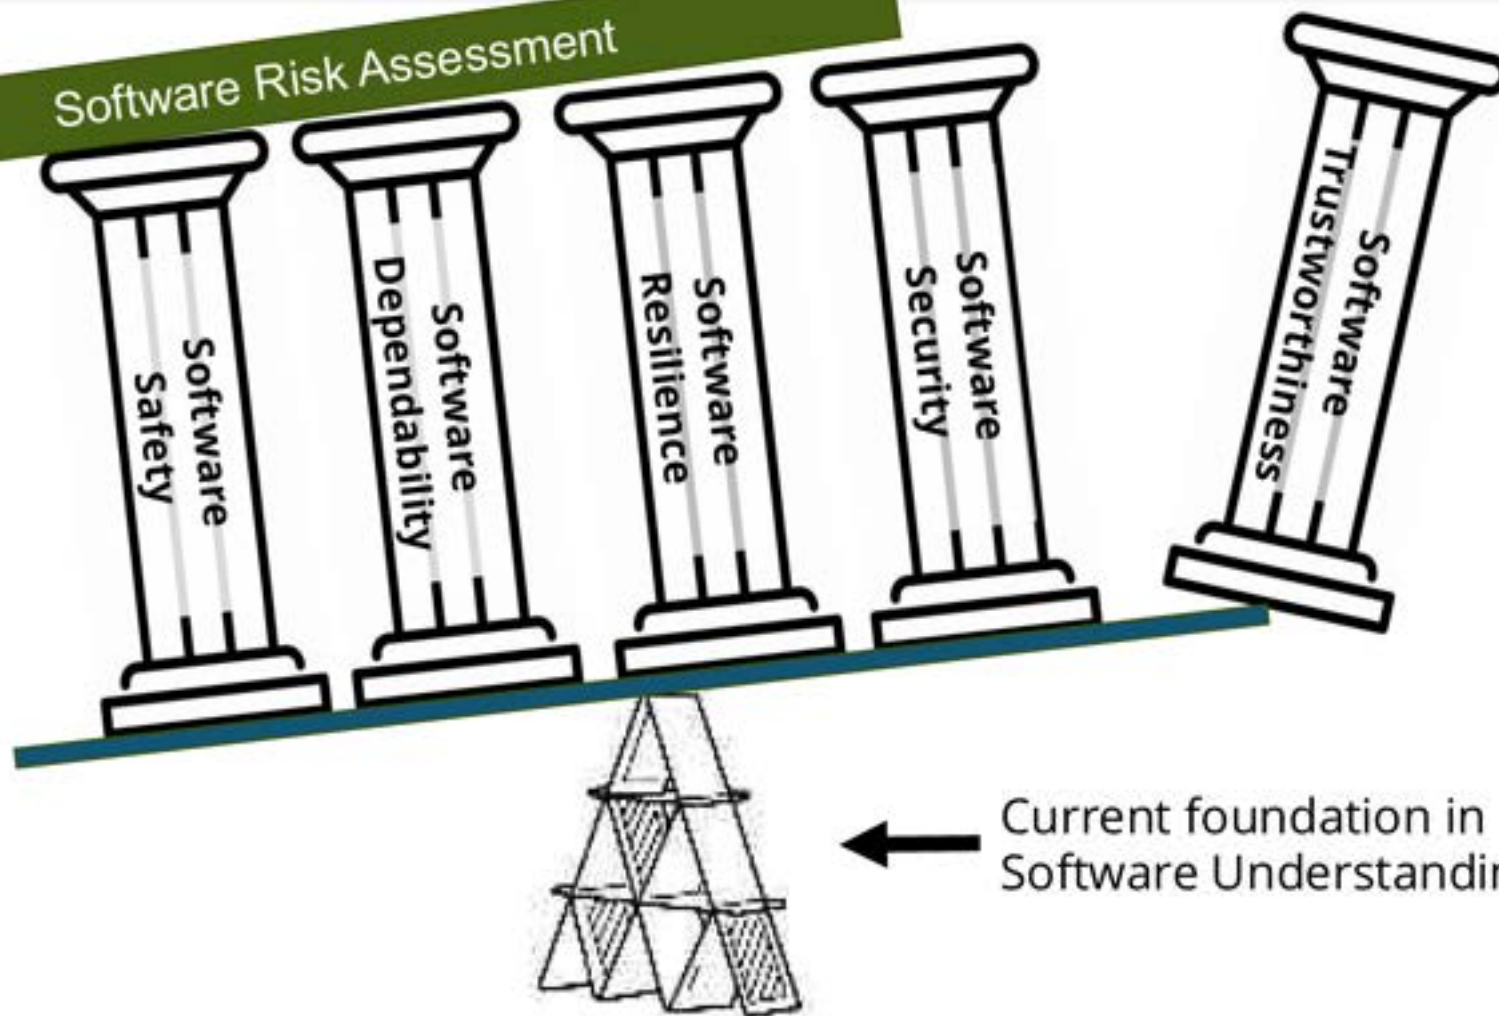 Software Risk Assessment
Software
Safety
Software
Dependability
Software
Resilience
Software
Security
Software
Trustworthiness
Current foundation in
Software Understandin